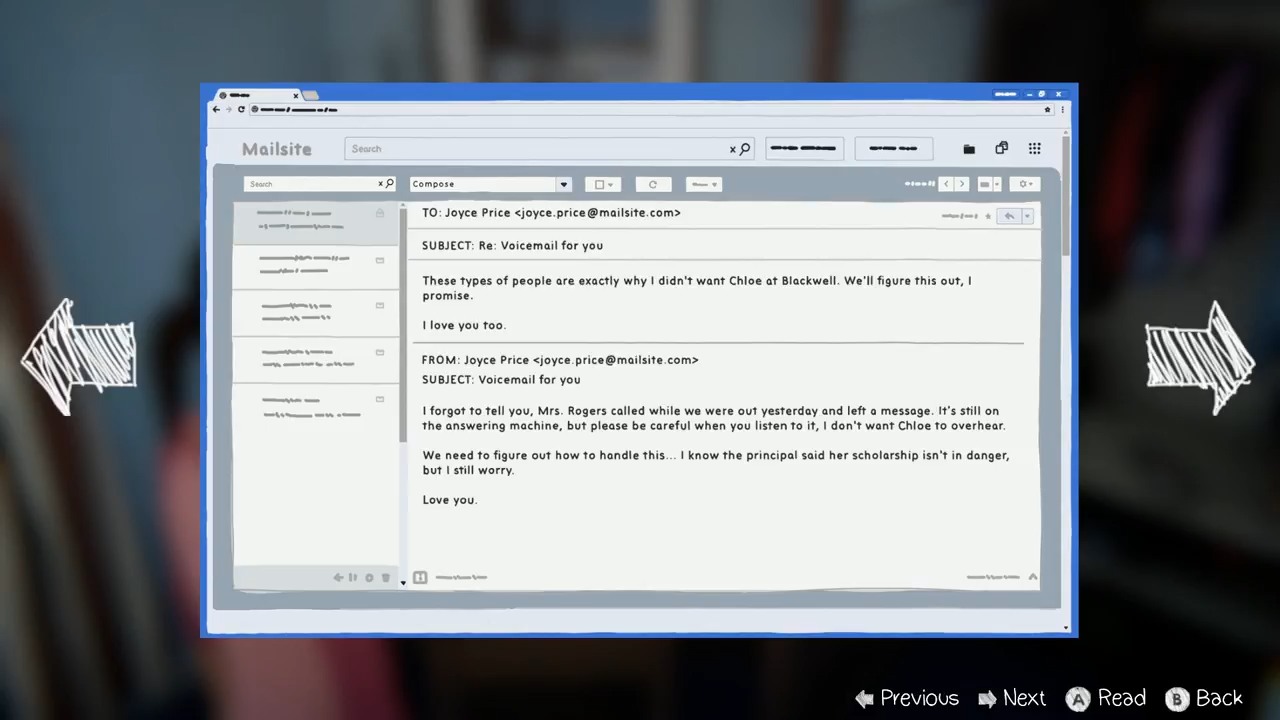 Mailsite
Search
x
Search
x
Compose
TO: Joyce Price <joyce.price@mailsite.com>
SUBJECT: Re: Voicemail for you
These types of people are exactly why I didn't want Chloe at Blackwell. We'll figure this out, I
promise.
I love you too.
FROM: Joyce Price <joyce.price@mailsite.com>
SUBJECT: Voicemail for you
I forgot to tell you, Mrs. Rogers called while we were out yesterday and left a message. It's still on
the answering machine, but please be careful when you listen to it, I don't want Chloe to overhear.
We need to figure out how to handle this... I know the principal said her scholarship isn't in danger,
but I still worry.
Love you.
Previous Next A Read B Back